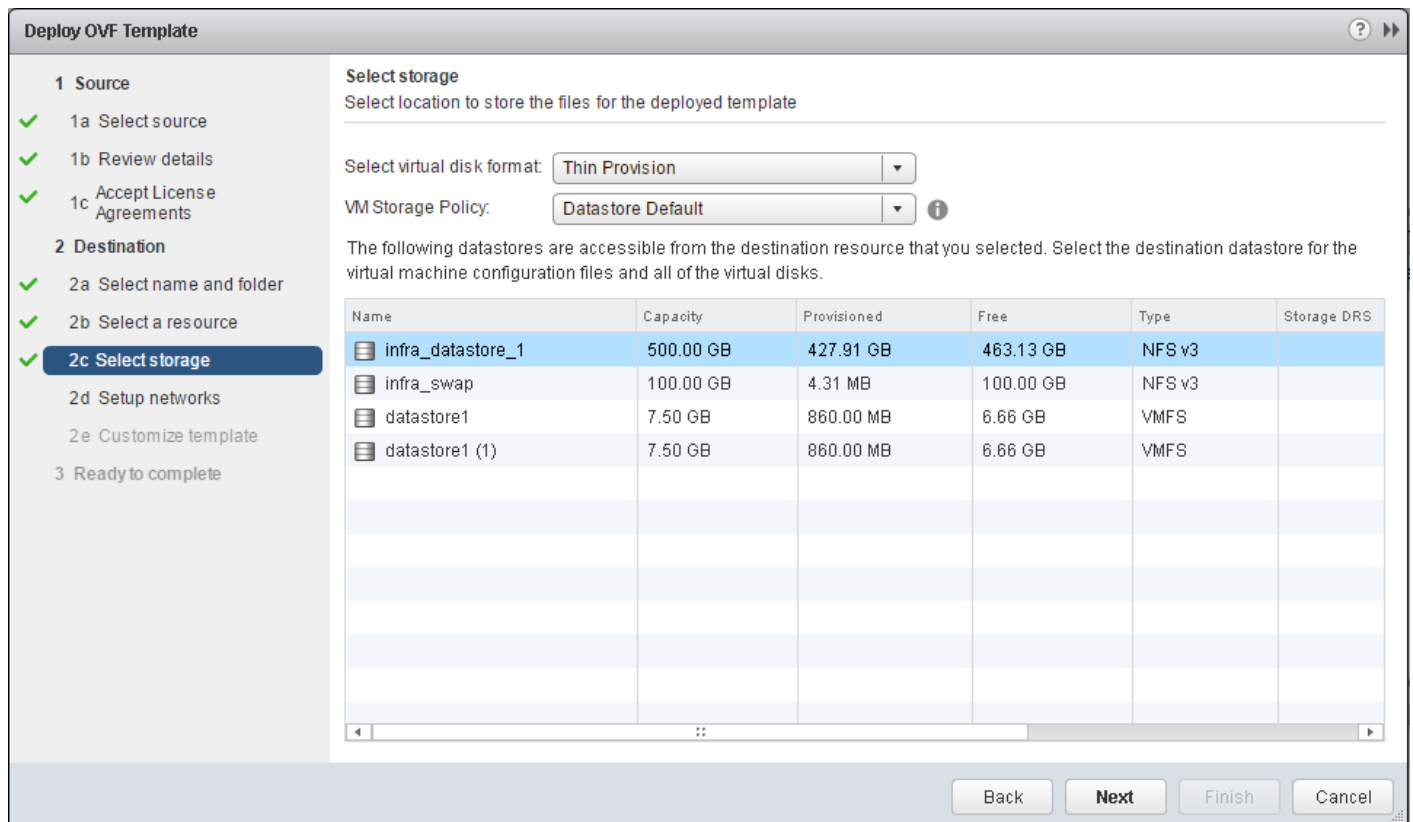 Deploy OVF Template
1 Source
1a Select source
1b Review details
1c Accept License
Agreements
2 Destination
2a Select name and folder
2b Select a resource
2c Select storage
2d Setup networks
2e Customize template
3 Ready to complete
Select storage
Select location to store the files for the deployed template
Select virtual disk format: Thin Provision
VM Storage Policy: Datastore Default
The following datastores are accessible from the destination resource that you selected. Select the destination datastore for the
virtual machine configuration files and all of the virtual disks.
Name Capacity Provisioned Free Type Storage DRS
infra_datastore_1 500.00 GB 427.91 GB 463.13 GB NFS v3
infra_swap 100.00 GB 4.31 MB 100.00 GB NFS v3
datastore1 7.50 GB 860.00 MB 6.66 GB VMFS
datastore1 (1) 7.50 GB 860.00 MB 6.66 GB VMFS
Back Next Finish Cancel